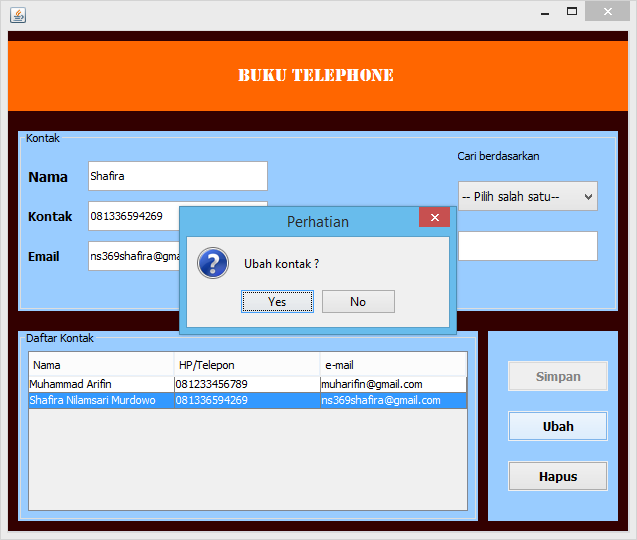 BUKU TELEPHONE
Kontak
Cari berdasarkan
Nama
Shafira
-- Pilih salah satu--
Kontak
081336594269
Email
ns369shafira@gma
Perhatian
Ubah kontak ?
Yes
No
Daftar Kontak
Nama HP/Telepon e-mail
Muhammad Arifin 081233456789 muharifin@gmail.com
Shafira Nilamsari Murdowo 081336594269 ns369shafira@gmail.com
Simpan
Ubah
Hapus